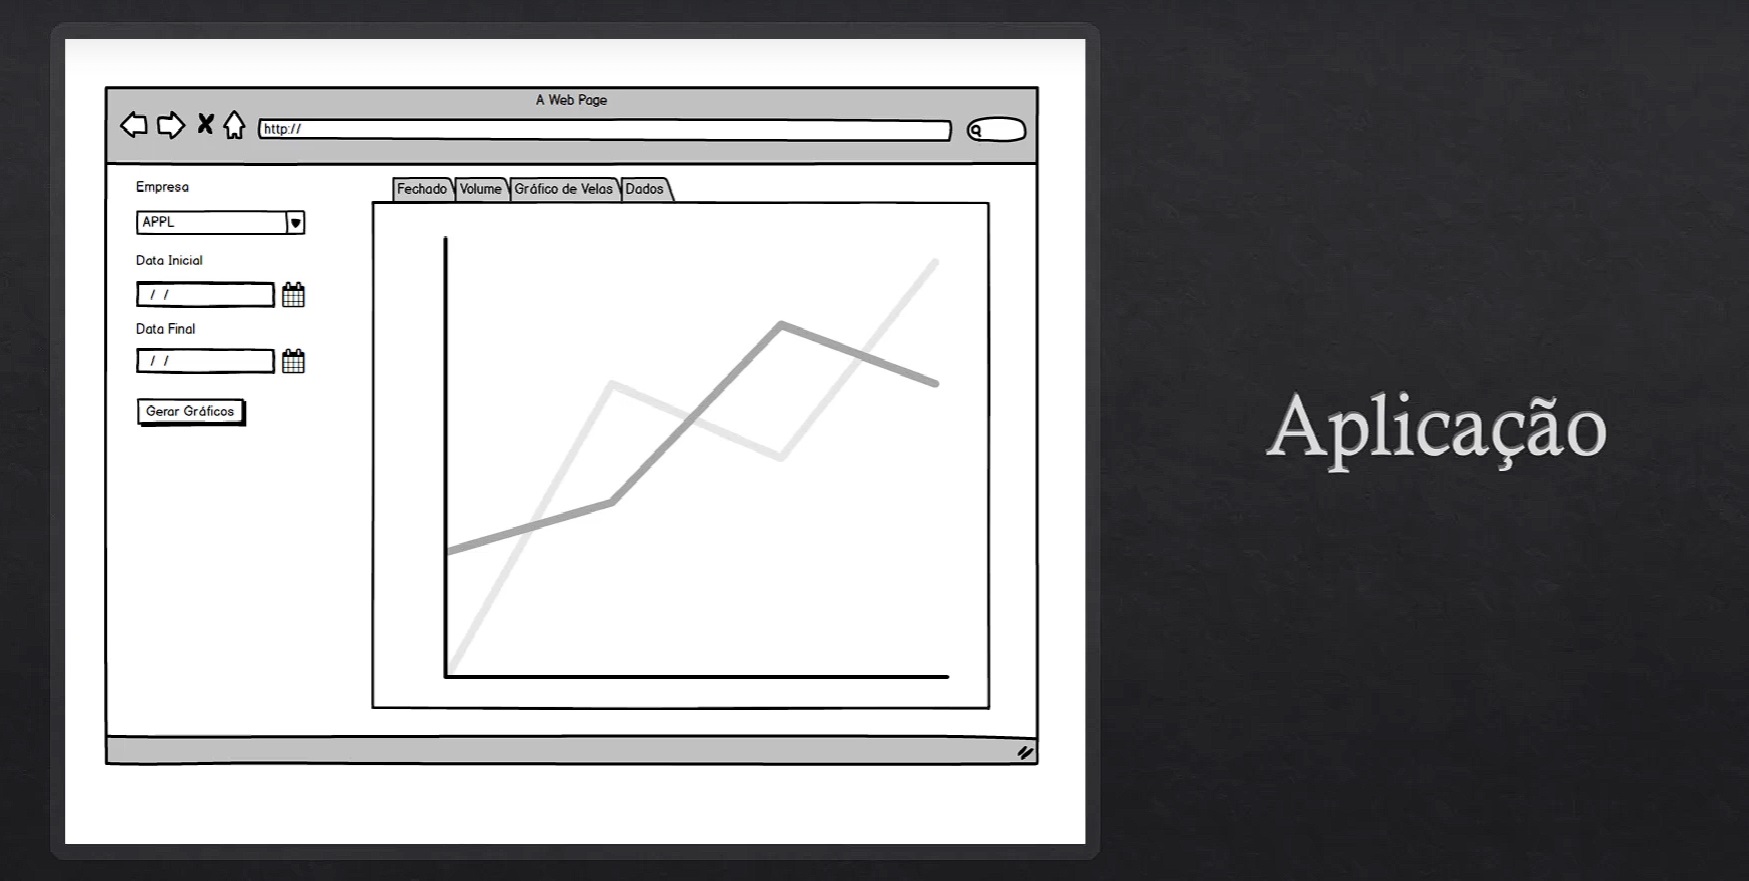 A Web Page
http://
Empresa
APPL
Data Inicial
/ /
Data Final
/ /
Gerar Gráficos
Fechado
Volume
Gráfico de Velas
Dados
Aplicação